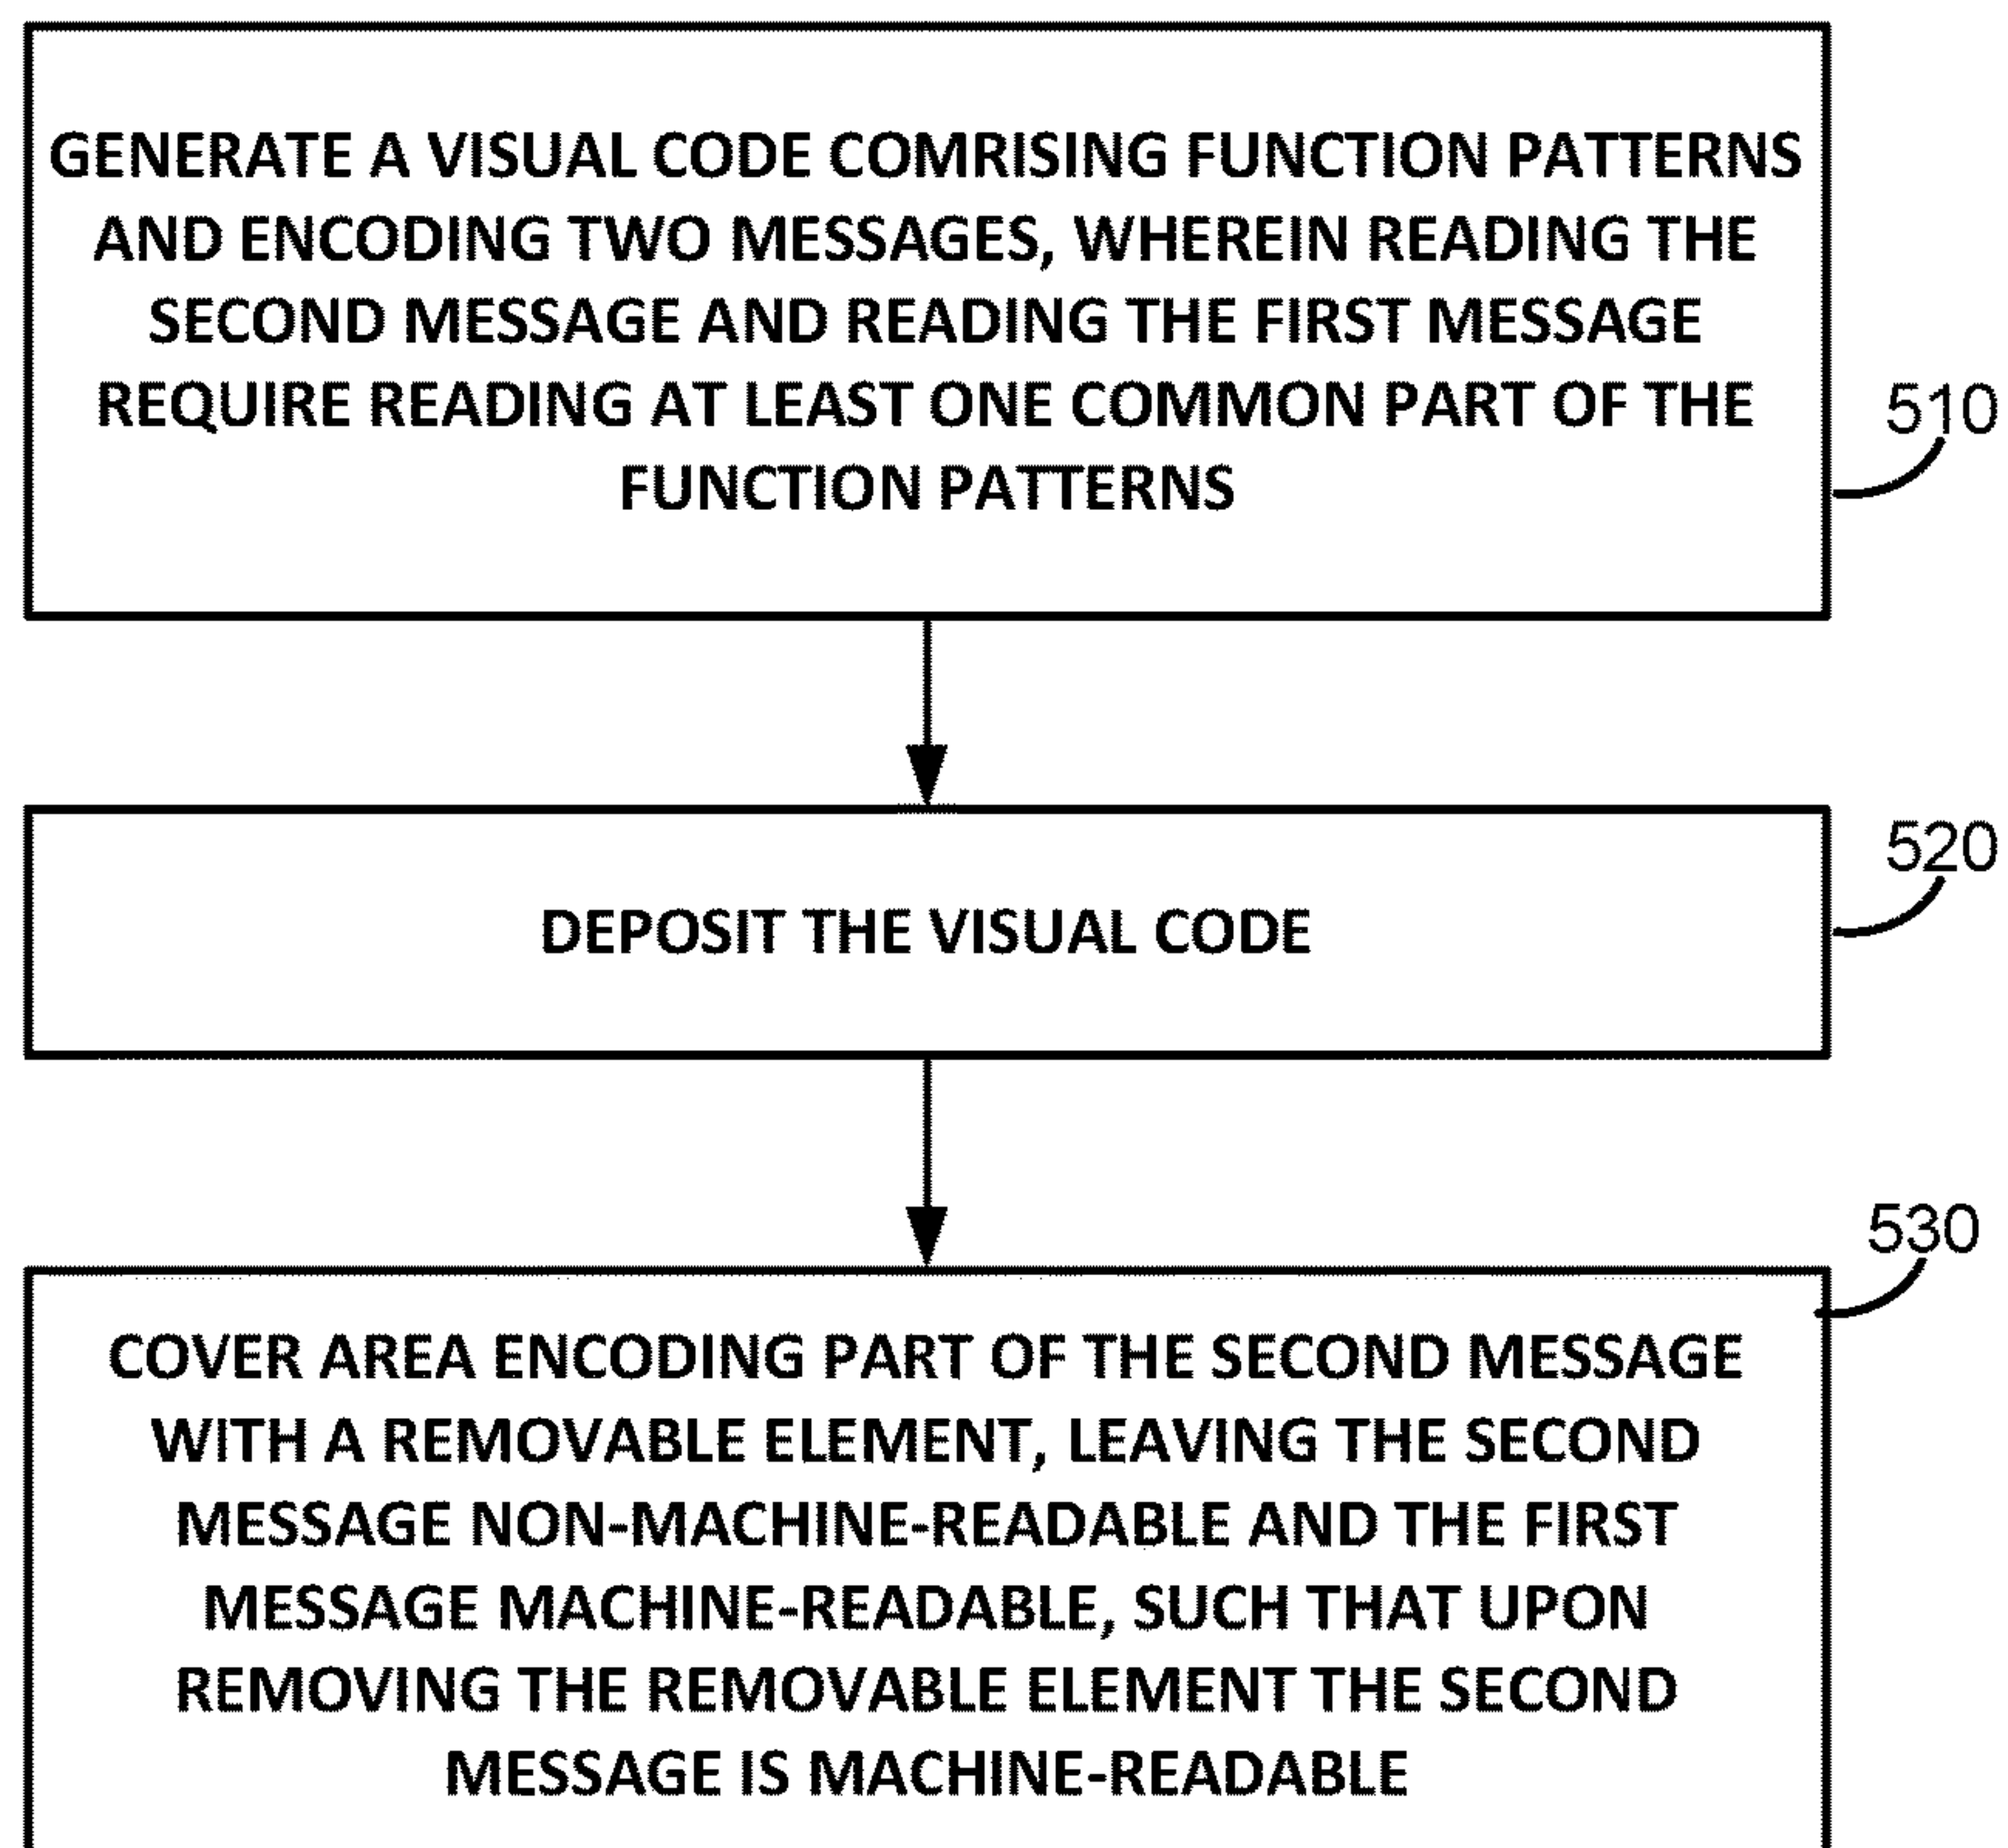 GENERATE A VISUAL CODE COMRISING FUNCTION PATTERNS
AND ENCODING TWO MESSAGES, WHEREIN READING THE
SECOND MESSAGE AND READING THE FIRST MESSAGE
REQUIRE READING AT LEAST ONE COMMON PART OF THE
FUNCTION PATTERNS
510
DEPOSIT THE VISUAL CODE
520
530
COVER AREA ENCODING PART OF THE SECOND MESSAGE
WITH A REMOVABLE ELEMENT, LEAVING THE SECOND
MESSAGE NON-MACHINE-READABLE AND THE FIRST
MESSAGE MACHINE-READABLE, SUCH THAT UPON
REMOVING THE REMOVABLE ELEMENT THE SECOND
MESSAGE IS MACHINE-READABLE